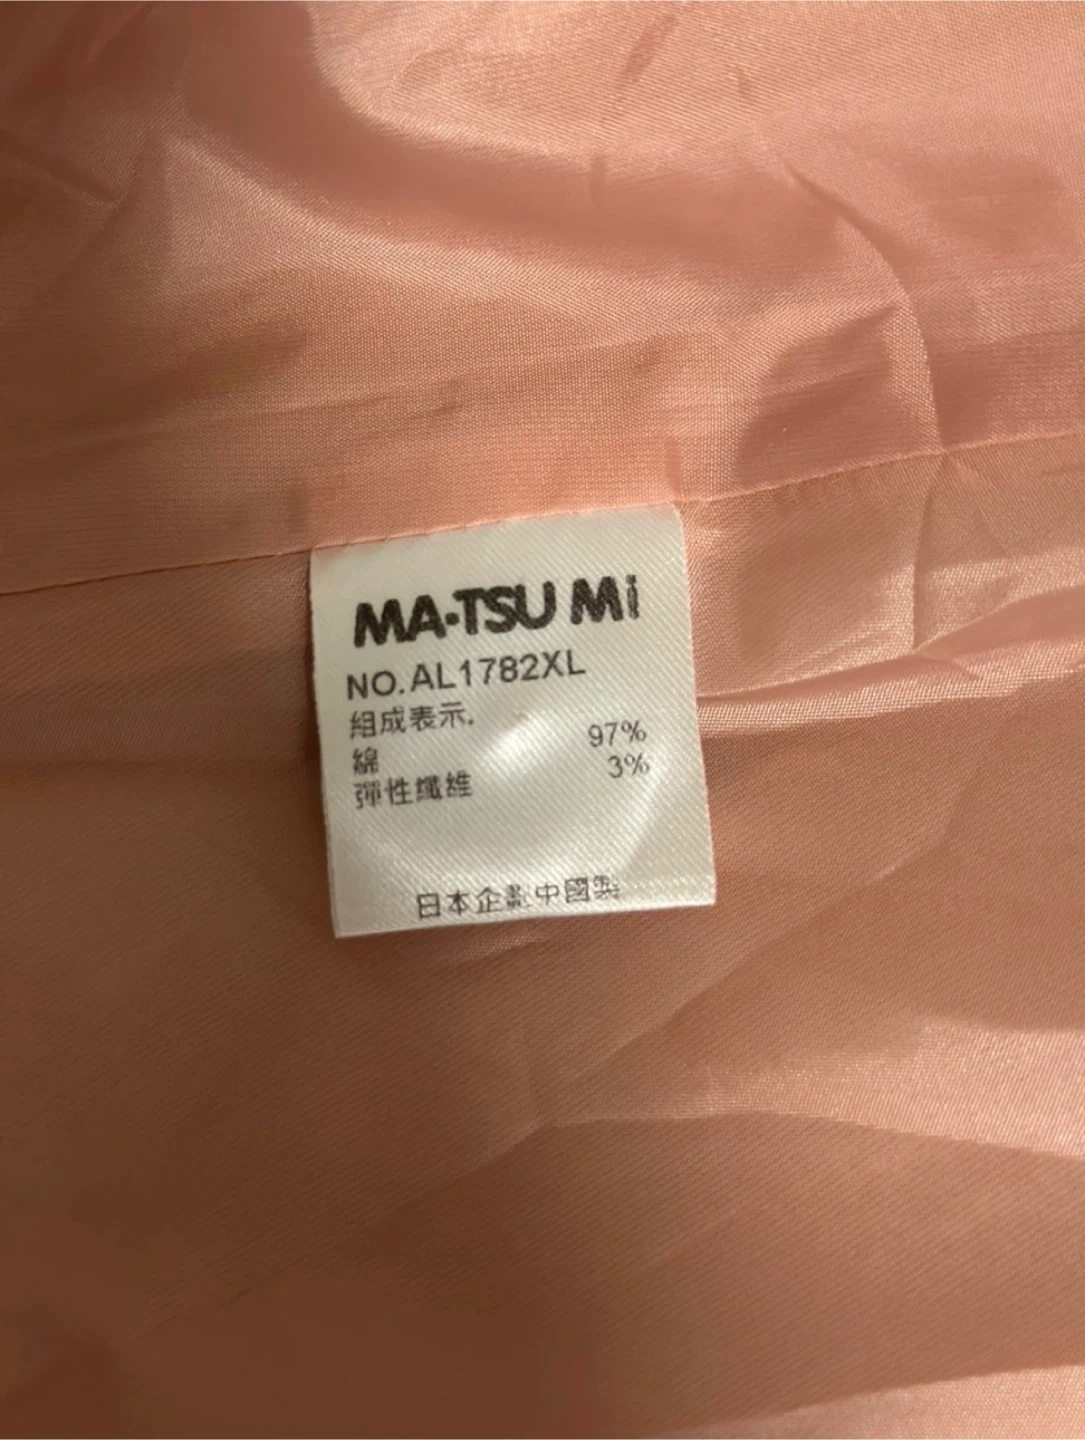 MA·TSU Mi
NO.AL1782XL
組成表示.
綿 97%
彈性纖維 3%
日本企劃中國製